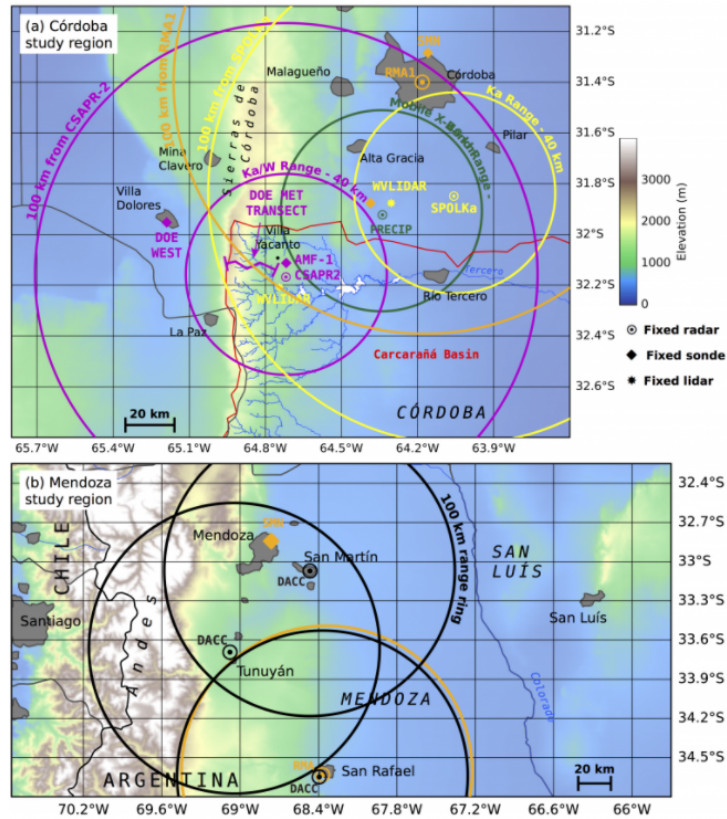 (a) Córdoba
study region
31.2°S
31.4°S
31.6°S
31.8°S
32°S
32.2°S
32.4°S
32.6°S
SMN
RMA1
Córdoba
Malagueño
100 km from RMA1
100 km from SPOLKa
100 km from CSAPR-2
Sierras de
Córdoba
Mobile X-band Range -
40 km
Ka Range - 40 km
Pilar
Mina
Clavero
Alta Gracia
Ka/W Range - 40 km
Villa
Dolores
DOE MET
TRANSECT
WVLIDAR
SPOLKa
PRECIP
DOE
WEST
Villa
Yacanto
AMF-1
CSAPR2
WVLIDAR
Tercero
Río Tercero
La Paz
Carcarañá Basin
20 km
CÓRDOBA
65.7°W 65.4°W 65.1°W 64.8°W 64.5°W 64.2°W 63.9°W
3000
2000
1000
0
Elevation (m)
Fixed radar
Fixed sonde
Fixed lidar
(b) Mendoza
study region
32.4°S
32.7°S
33°S
33.3°S
33.6°S
33.9°S
34.2°S
34.5°S
CHILE
SMN
Mendoza
San Martín
DACC
100 km range ring
SAN
LUÍS
Santiago
San Luís
Andes
DACC
Tunuyán
MENDOZA
Colorado
RMA
San Rafael
DACC
ARGENTINA
20 km
70.2°W 69.6°W 69°W 68.4°W 67.8°W 67.2°W 66.6°W 66°W